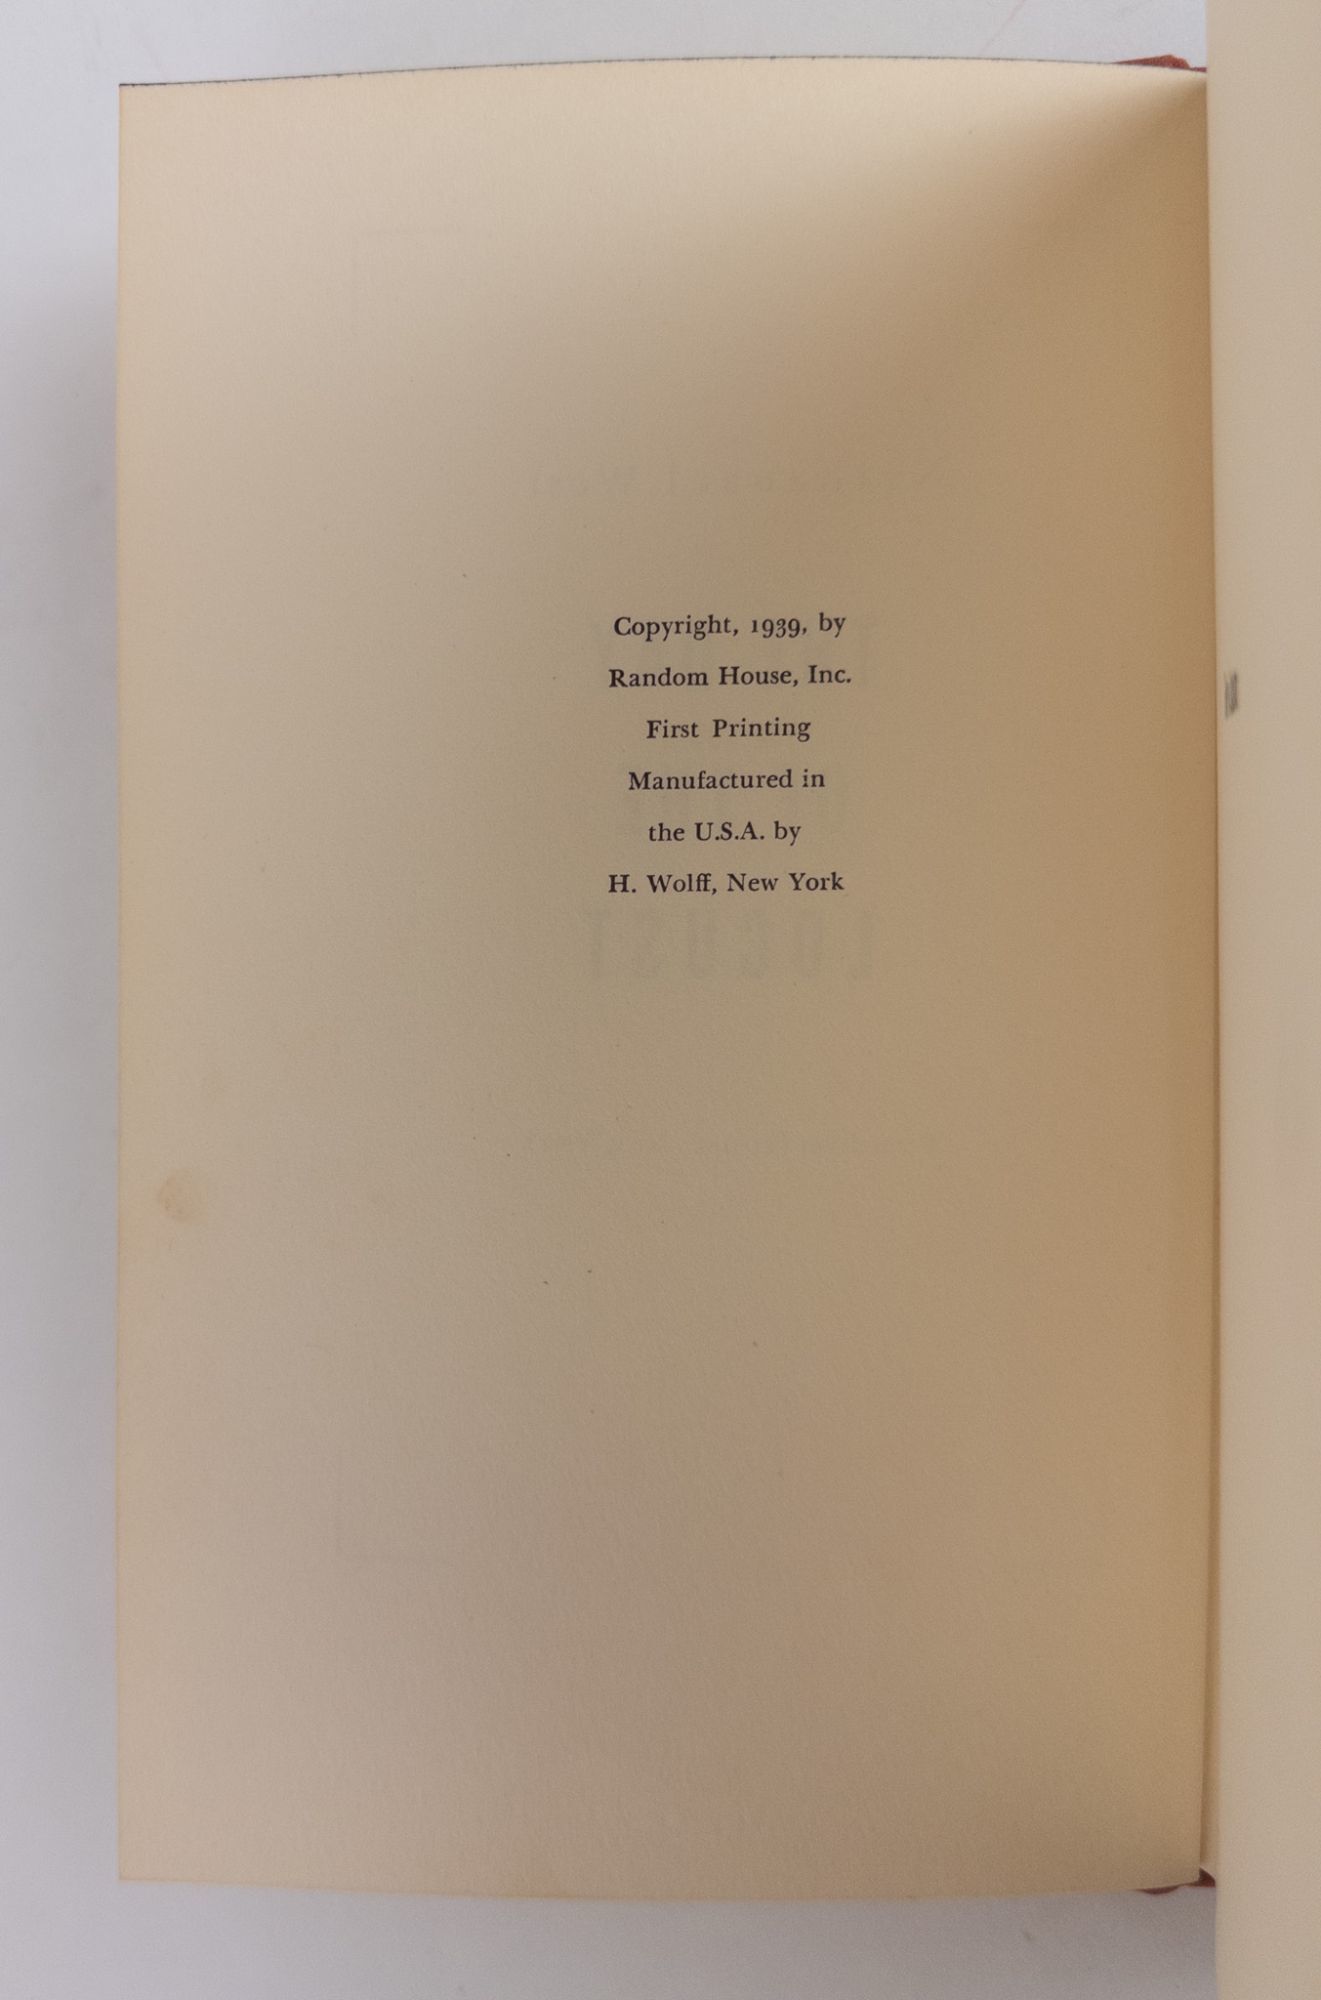 Copyright, 1939, by
Random House, Inc.
First Printing
Manufactured in
the U.S.A. by
H. Wolff, New York